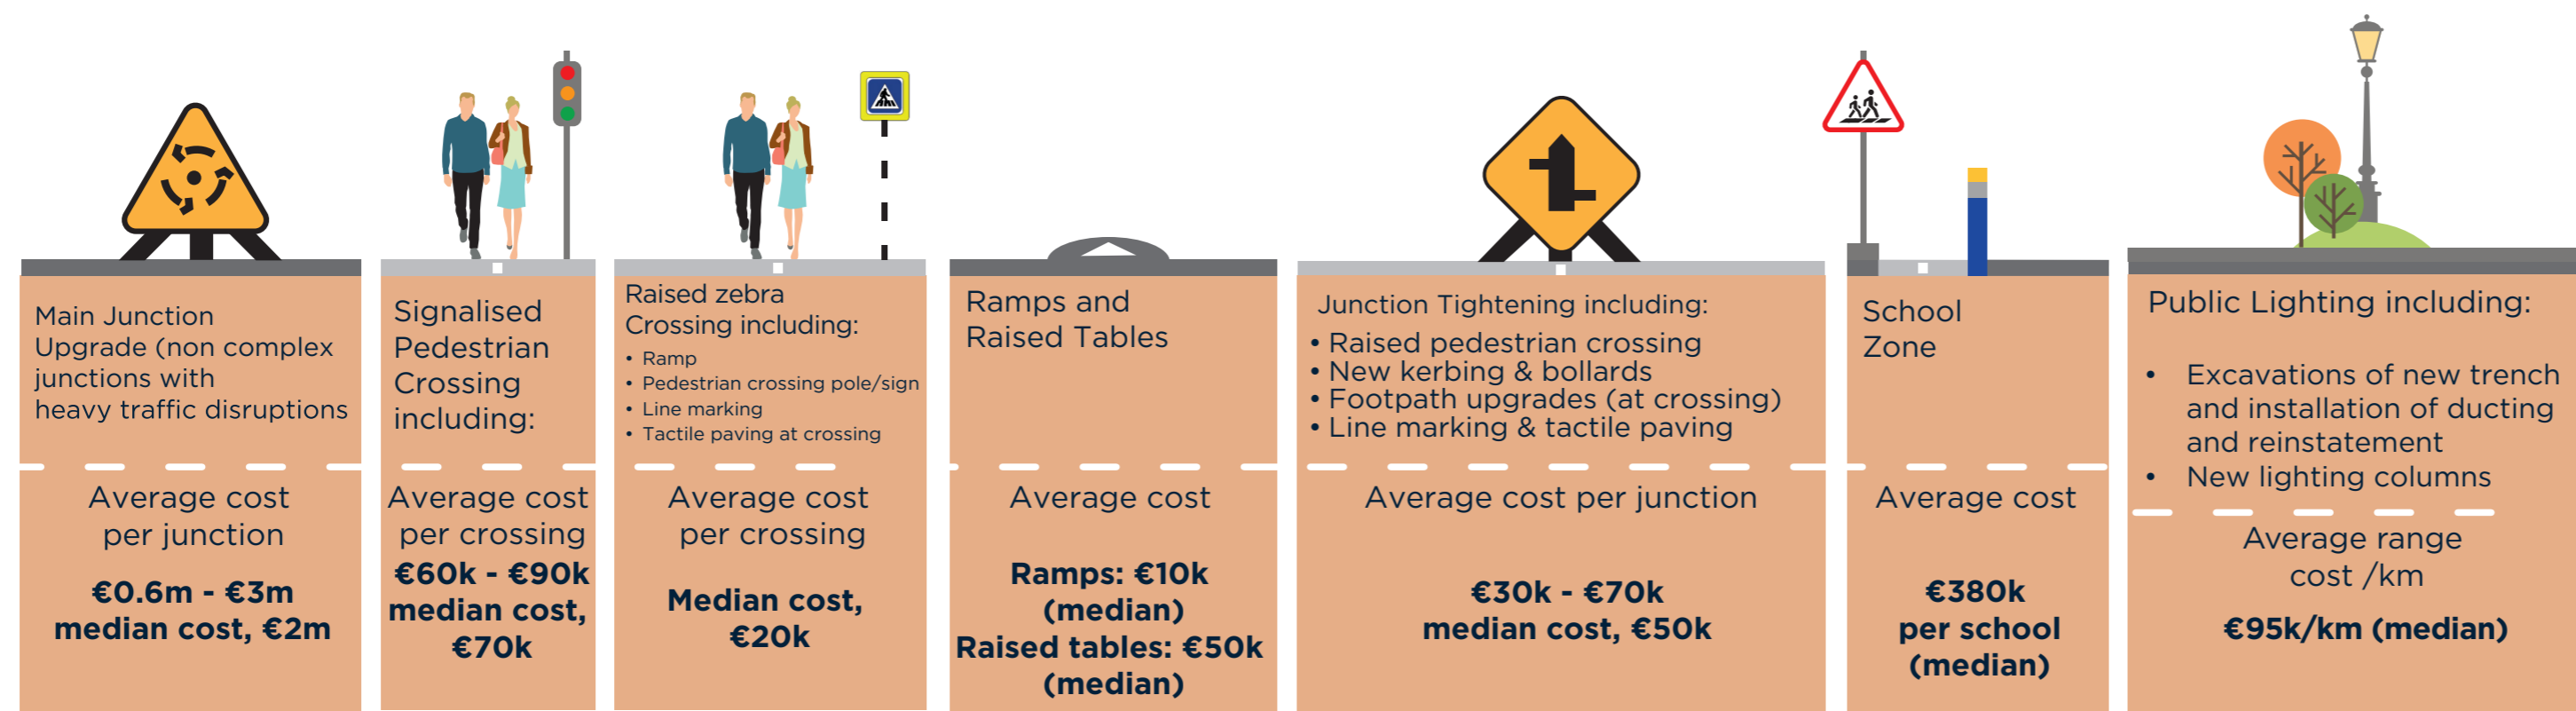 Main Junction
Upgrade (non complex
junctions with
heavy traffic disruptions
Average cost
per junction
€0.6m - €3m
median cost, €2m
Signalised
Pedestrian
Crossing
including:
Average cost
per crossing
€60k - €90k
median cost,
€70k
Raised zebra
Crossing including:
• Ramp
• Pedestrian crossing pole/sign
• Line marking
• Tactile paving at crossing
Average cost
per crossing
Median cost,
€20k
Ramps and
Raised Tables
Average cost
Ramps: €10k
(median)
Raised tables: €50k
(median)
Junction Tightening including:
• Raised pedestrian crossing
• New kerbing & bollards
• Footpath upgrades (at crossing)
• Line marking & tactile paving
Average cost per junction
€30k - €70k
median cost, €50k
School
Zone
Average cost
€380k
per school
(median)
Public Lighting including:
• Excavations of new trench
and installation of ducting
and reinstatement
• New lighting columns
Average range
cost /km
€95k/km (median)